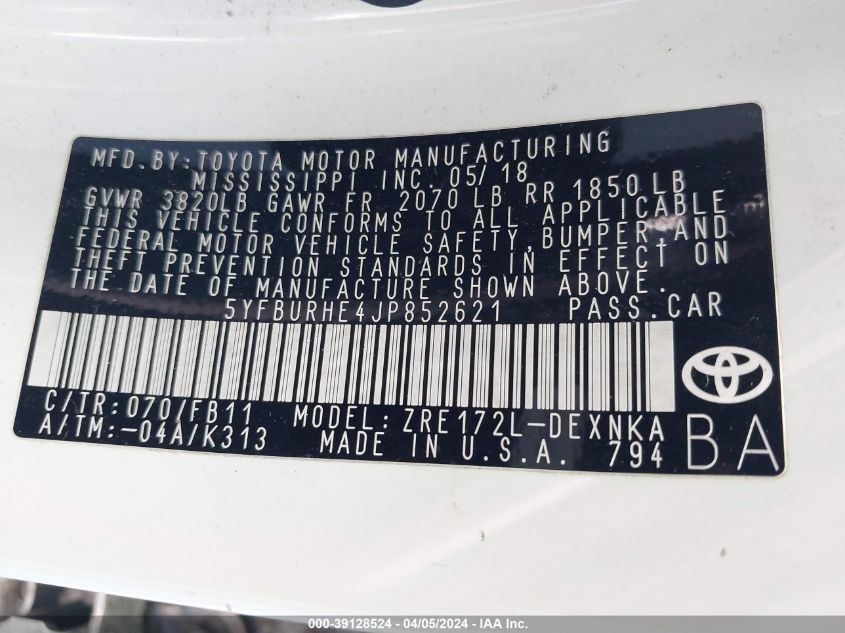 MFD.BY:TOYOTA MOTOR MANUFACTURING
MISSISSIPPI INC. 05/18
GVWR 3820LB GAWR FR 2070 LB RR 1850 LB
THIS VEHICLE CONFORMS TO ALL APPLICABLE
FEDERAL MOTOR VEHICLE SAFETY,BUMPER,AND
THEFT PREVENTION STANDARDS IN EFFECT ON
THE DATE OF MANUFACTURE SHOWN ABOVE.
5YFBURHE4JP852621 PASS.CAR
C/TR:070/FB11 MODEL:ZRE172L-DEXNKA
A/TM:-04A/K313 MADE IN U.S.A. 794
BA
000-39128524 - 04/05/2024 - IAA Inc.